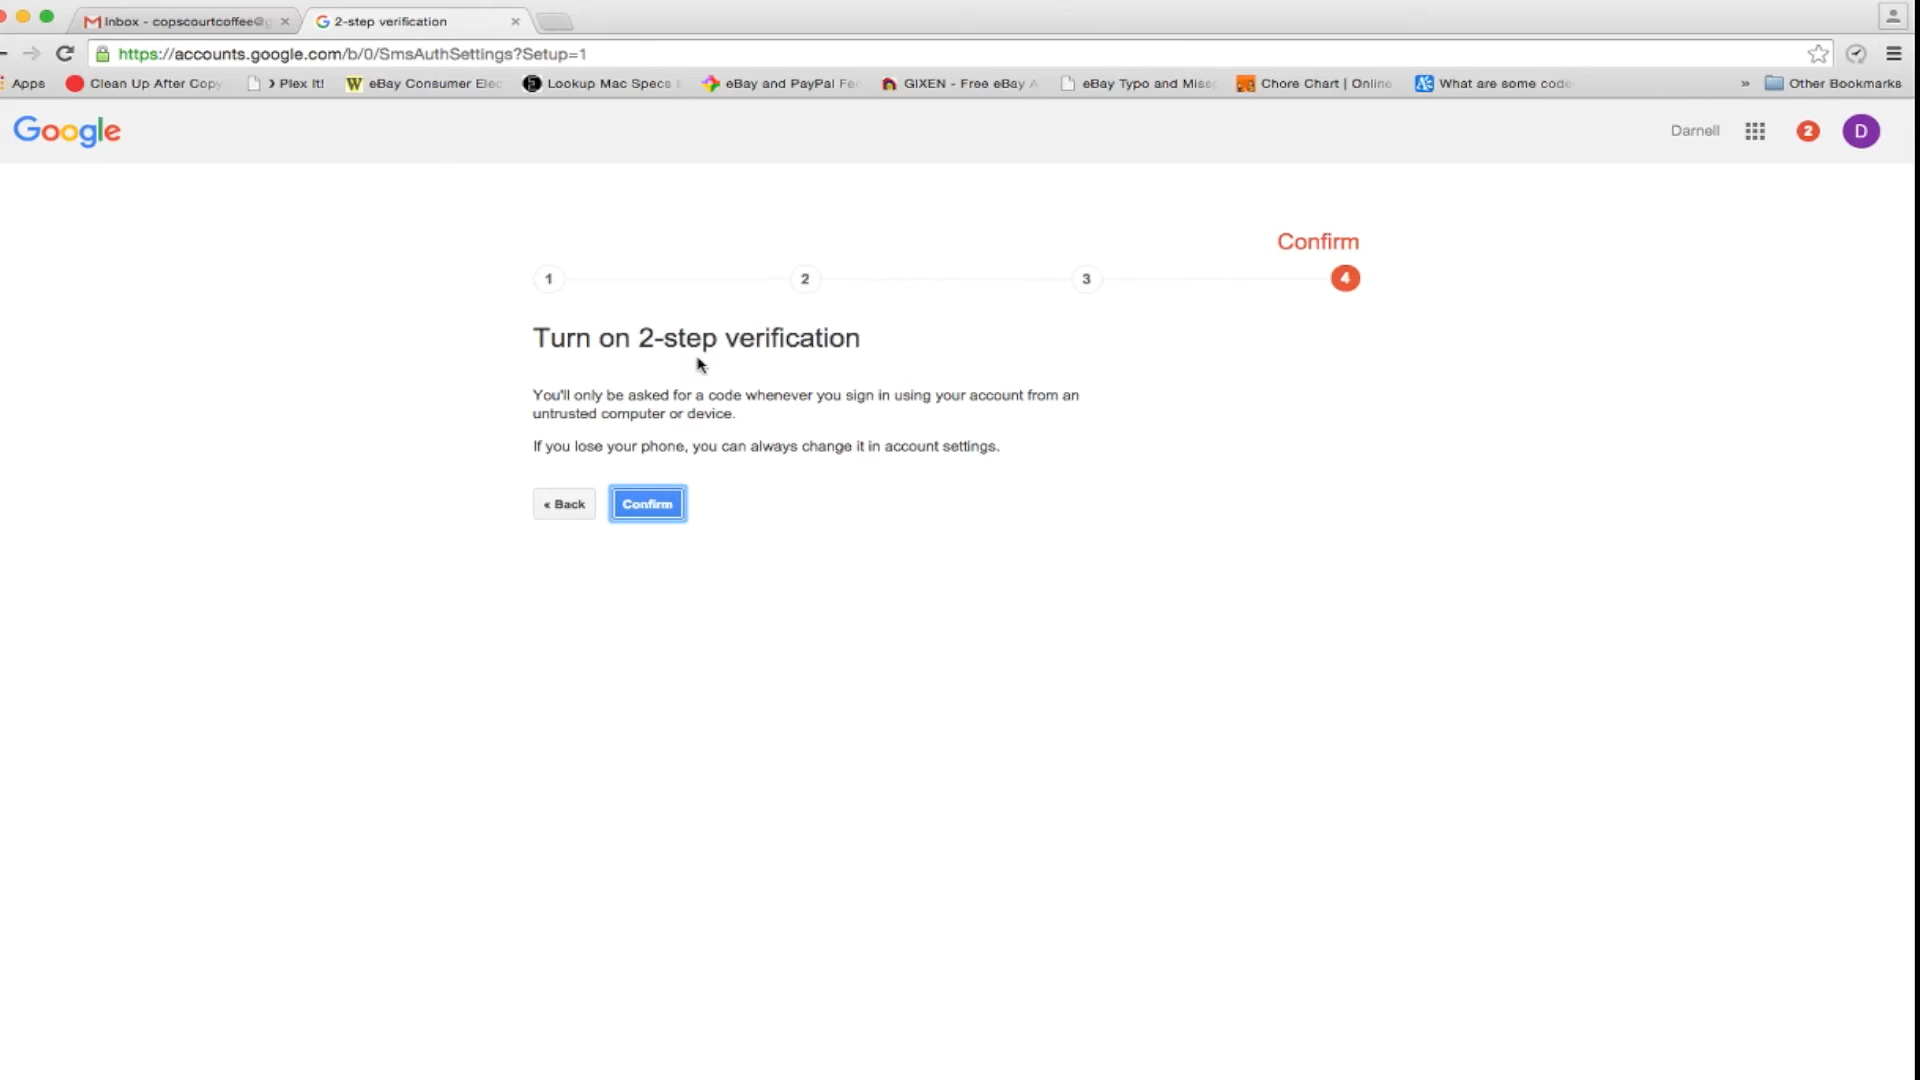 Inbox - copscourtcoffee@g
2-step verification
https://accounts.google.com/b/0/SmsAuthSettings?Setup=1
Apps
Clean Up After Copy
Plex It!
eBay Consumer Elec
Lookup Mac Specs
eBay and PayPal Fe
GIXEN - Free eBay A
eBay Typo and Miss
Chore Chart | Online
What are some code
» Other Bookmarks
Google
Darnell
2
D
Confirm
1
2
3
4
Turn on 2-step verification
You'll only be asked for a code whenever you sign in using your account from an
untrusted computer or device.
If you lose your phone, you can always change it in account settings.
« Back
Confirm